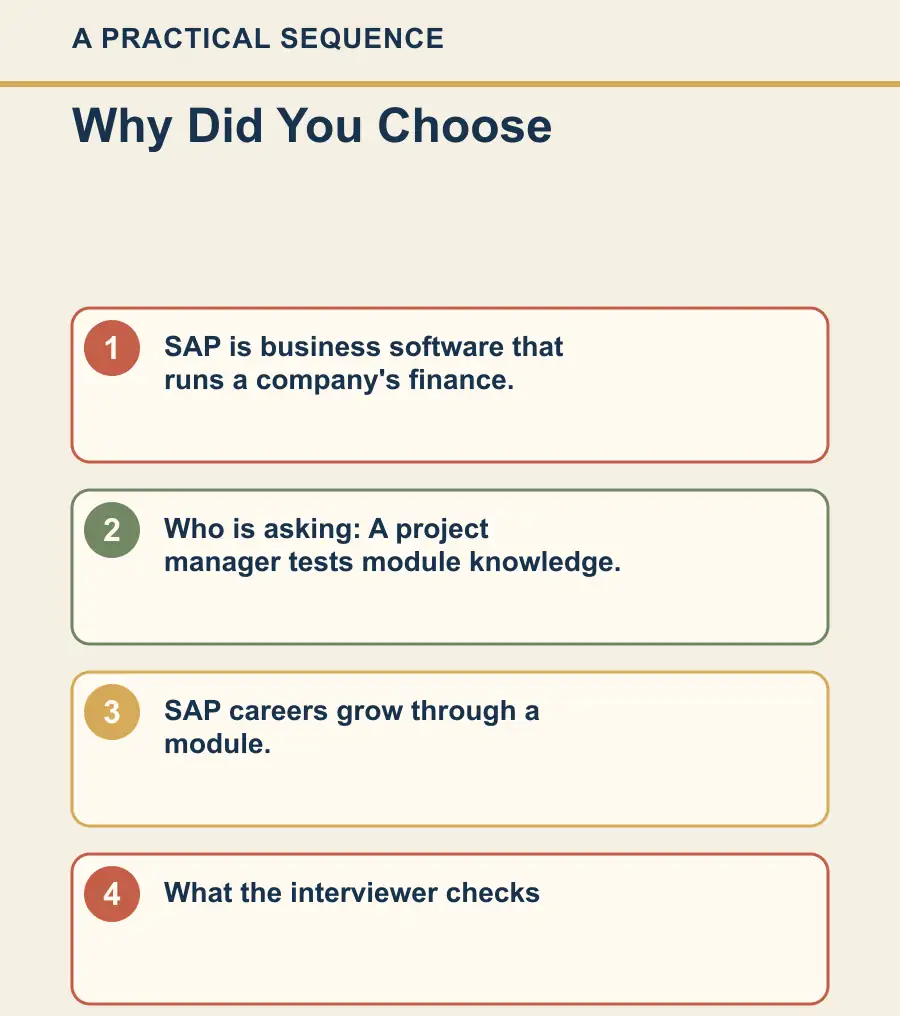 A PRACTICAL SEQUENCE
Why Did You Choose
1
SAP is business software that
runs a company's finance.
2
Who is asking: A project
manager tests module knowledge.
3
SAP careers grow through a
module.
4
What the interviewer checks